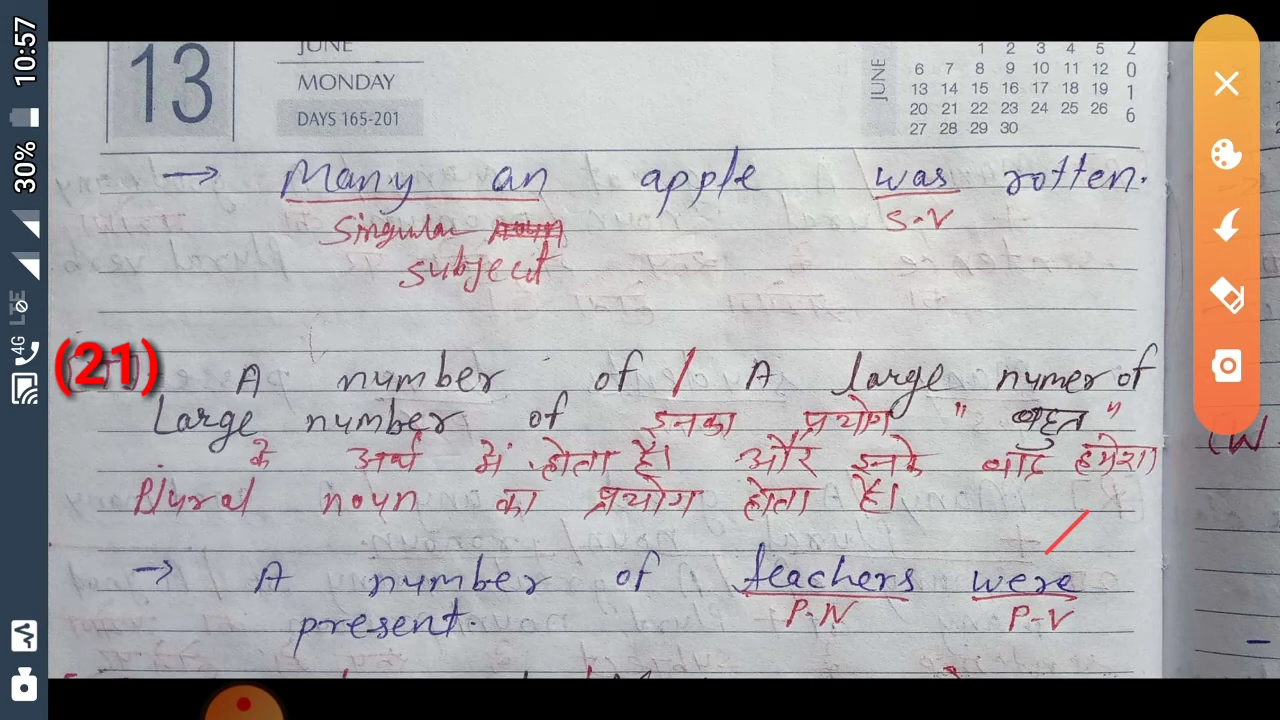 10:57
30%
4G LTE
13
JUNE
MONDAY
DAYS 165-201
JUNE
1 2 3 4 5
6 7 8 9 10 11 12
13 14 15 16 17 18 19
20 21 22 23 24 25 26
27 28 29 30
2016
→ Many an apple was rotten.
Singular S-V
subject
(21) A number of / A large numer of
Large number of इनका प्रयोग " बहुत "
के अर्थ में होता है। और इनके बाद हमेशा
Plural noun का प्रयोग होता है।
→ A number of teachers were
P-N P-V
present.
(W